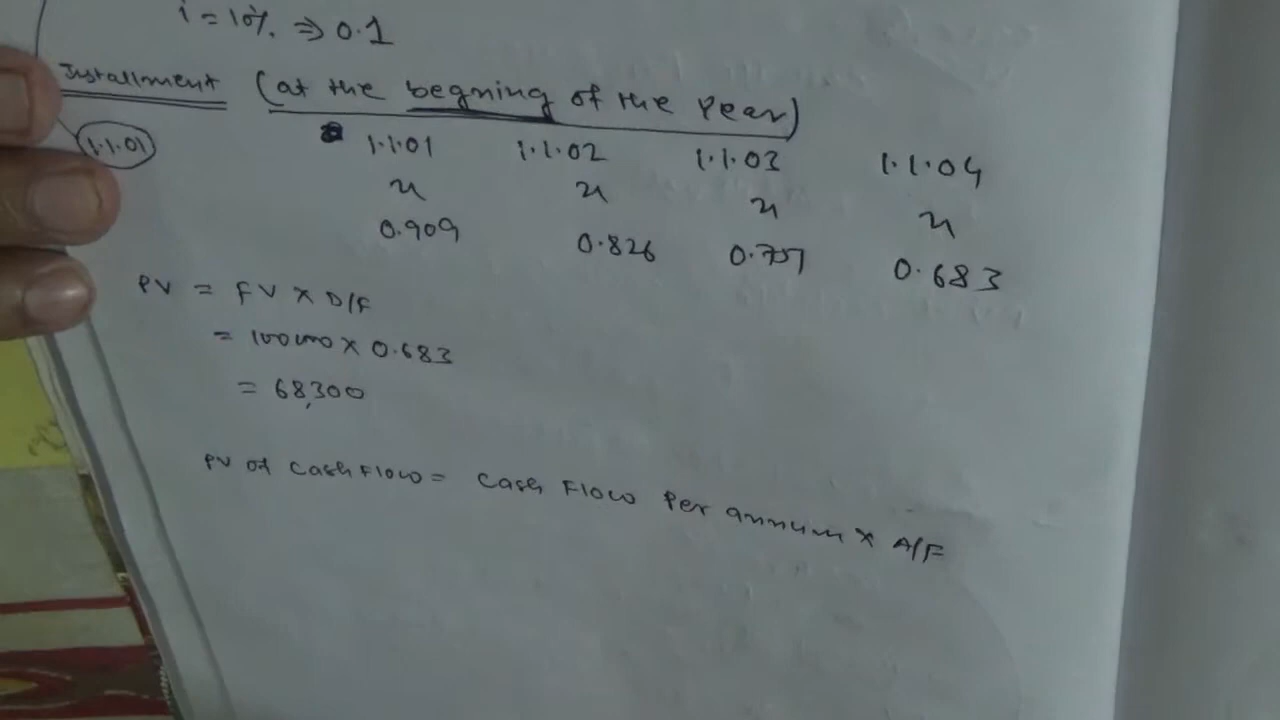 i = 10% ⇒ 0.1
Installment (at the begning of the Year)
1.1.01 1.1.01 1.1.02 1.1.03 1.1.04
x x x x
0.909 0.826 0.751 0.683
PV = FV X D/F
= 100000 X 0.683
= 68,300
PV of Cash Flow = Cash Flow Per annum X A/F